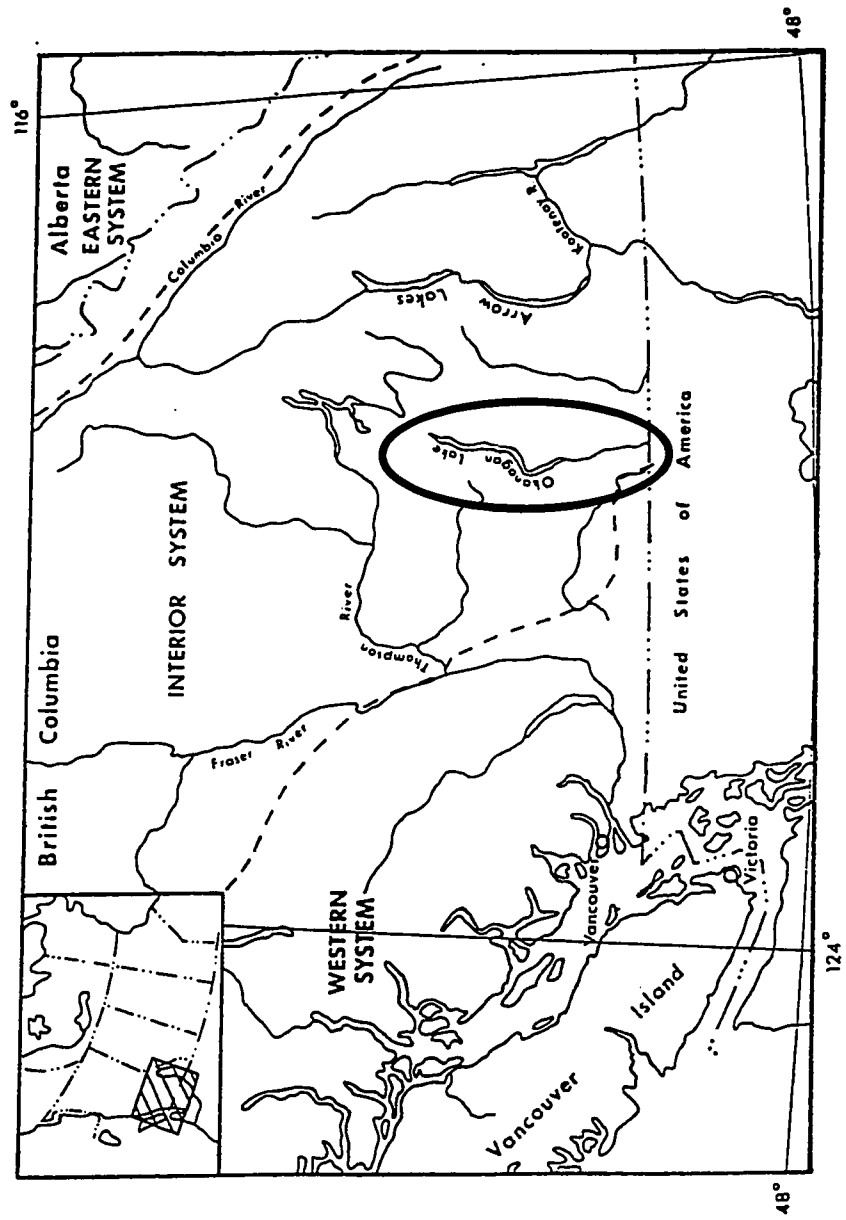 116°
48°
Alberta
EASTERN
SYSTEM
Columbia River
Kootenay R
Arrow
Lakes
Okanagan
Lake
INTERIOR SYSTEM
Thompson
River
British Columbia
Fraser River
United States of America
WESTERN
SYSTEM
Vancouver
Victoria
Vancouver Island
124°
48°